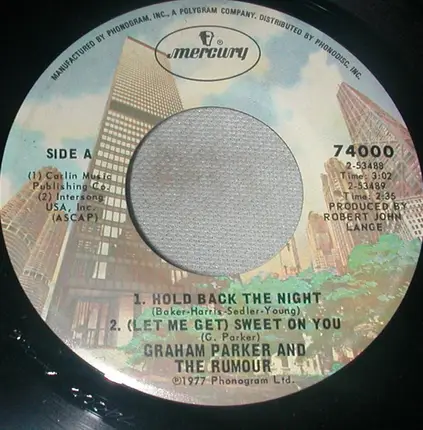 MANUFACTURED BY PHONOGRAM, INC., A POLYGRAM COMPANY, DISTRIBUTED BY PHONODISC, INC.
mercury
SIDE A
(1) Carlin Music
Publishing Co.
(2) Intersong
USA, Inc.
(ASCAP)
74000
2-53488
Time: 3:02
2-53489
Time: 2:35
PRODUCED BY
ROBERT JOHN
LANGE
1. HOLD BACK THE NIGHT
(Baker-Harris-Sedler-Young)
2. (LET ME GET) SWEET ON YOU
(G. Parker)
GRAHAM PARKER AND
THE RUMOUR
℗1977 Phonogram Ltd.